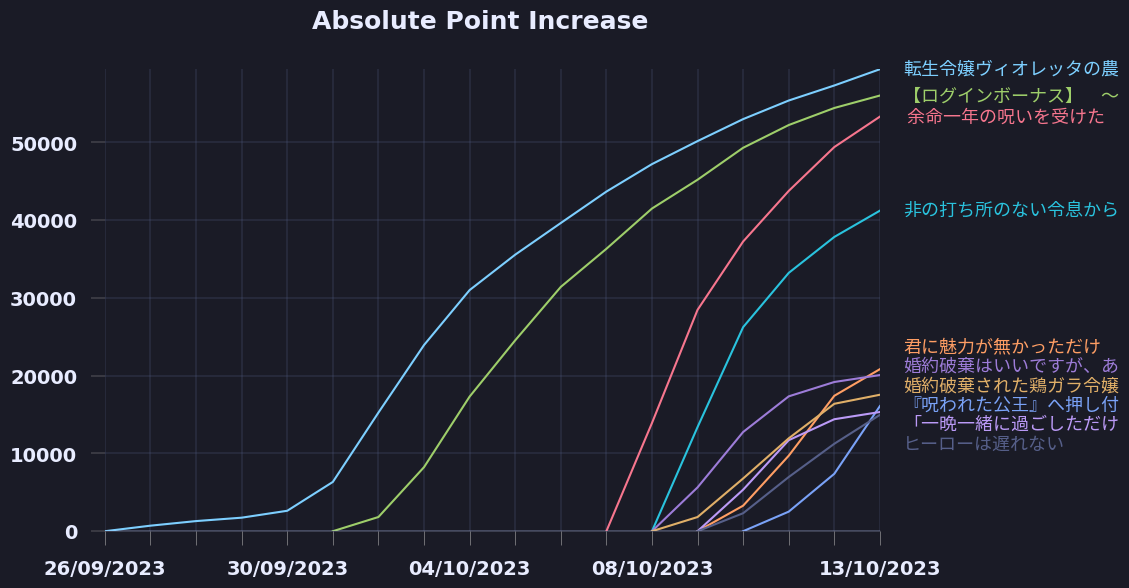 Absolute Point Increase
転生令嬢ヴィオレッタの農
【ログインボーナス】　～
余命一年の呪いを受けた
50000
非の打ち所のない令息から
40000
30000
君に魅力が無かっただけ
婚約破棄はいいですが、あ
20000
婚約破棄された鶏ガラ令嬢
『呪われた公王』へ押し付
「一晩一緒に過ごしただけ
ヒーローは遅れない
10000
0
26/09/2023
30/09/2023
04/10/2023
08/10/2023
13/10/2023